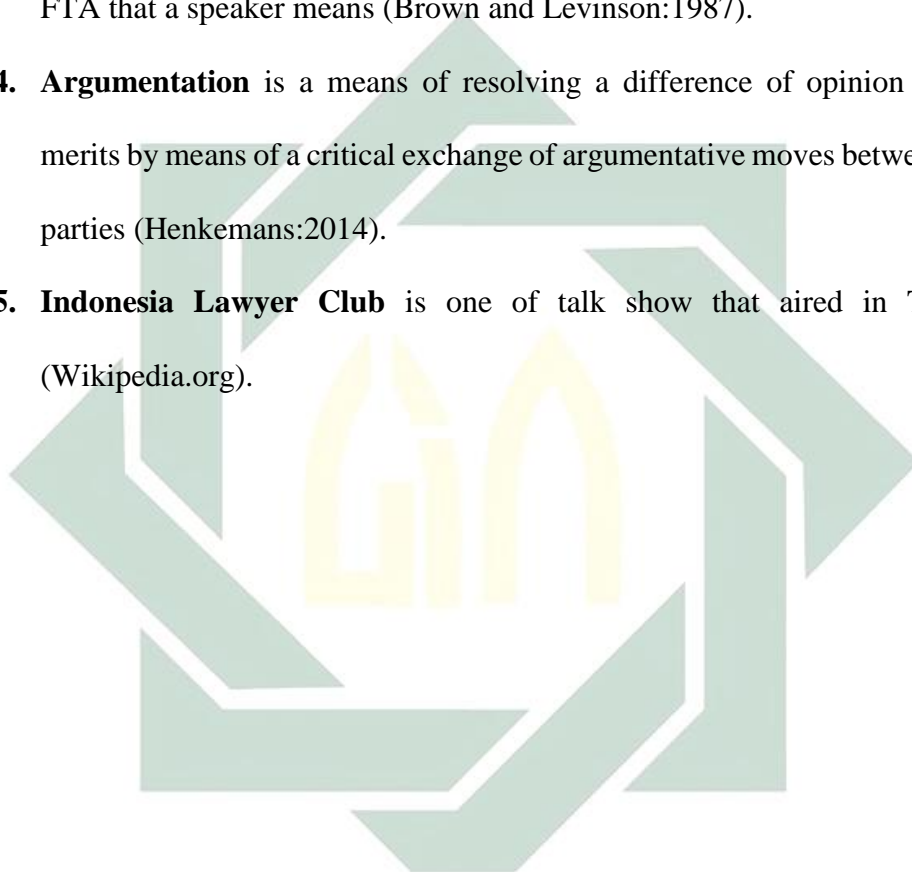 FTA that a speaker means (Brown and Levinson:1987).
4. Argumentation is a means of resolving a difference of opinion
merits by means of a critical exchange of argumentative moves
parties (Henkemans:2014).
5. Indonesia Lawyer Club is one of talk show that aired in
(Wikipedia.org).